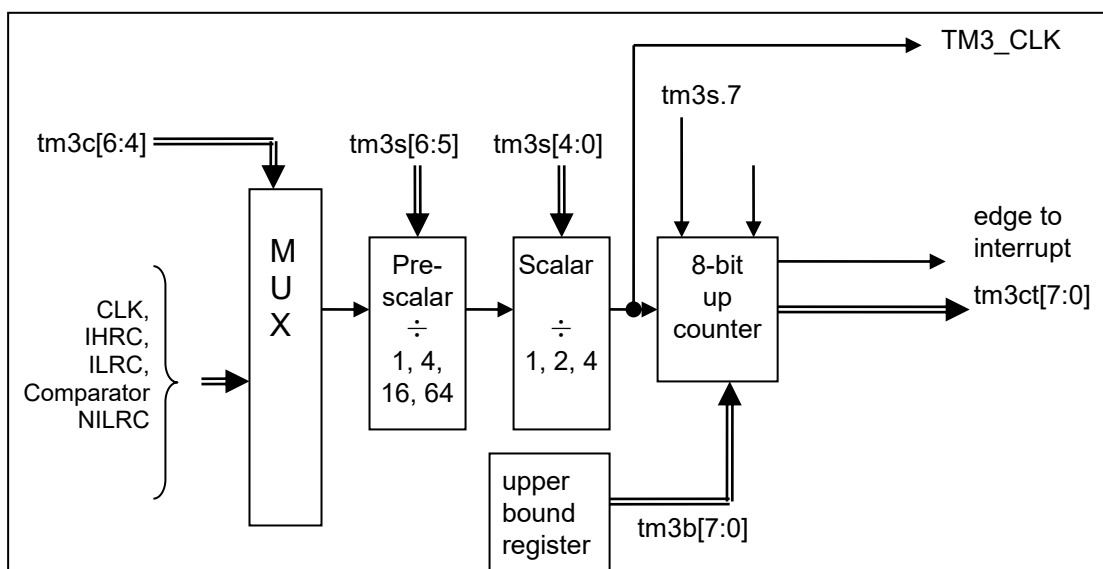 TM3_CLK
tm3s.7
tm3c[6:4]
tm3s[6:5]
tm3s[4:0]
M
U
X
Pre-
scalar
÷
1, 4,
16, 64
Scalar
÷
1, 2, 4
8-bit
up
counter
edge to
interrupt
tm3ct[7:0]
CLK,
IHRC,
ILRC,
Comparator
NILRC
upper
bound
register
tm3b[7:0]